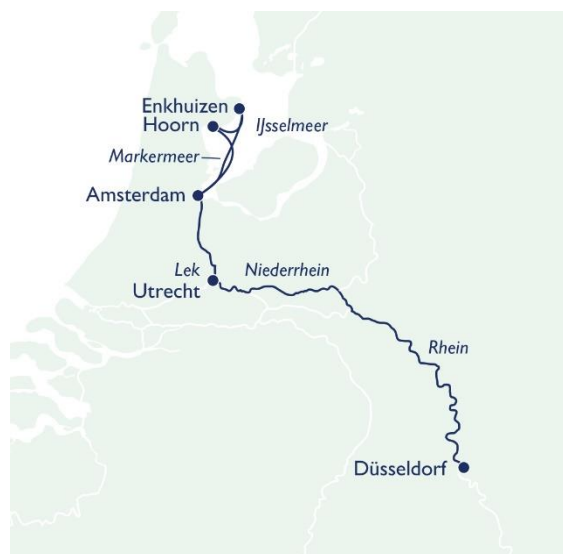 Enkhuizen
Hoorn
IJsselmeer
Markermeer
Amsterdam
Lek
Utrecht
Niederrhein
Rhein
Düsseldorf